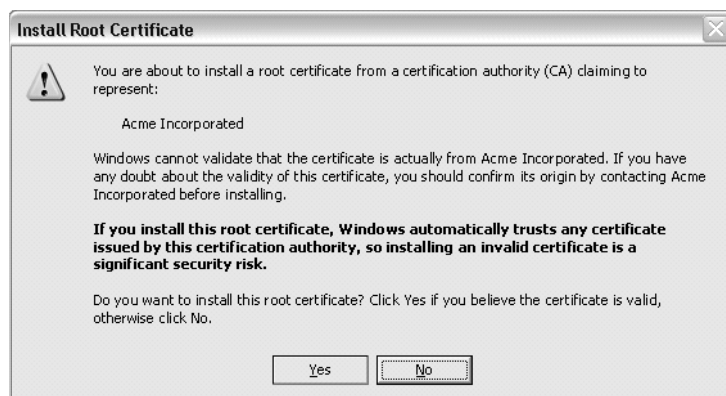 Install Root Certificate
You are about to install a root certificate from a certification authority (CA) claiming to
represent:
Acme Incorporated
Windows cannot validate that the certificate is actually from Acme Incorporated. If you have
any doubt about the validity of this certificate, you should confirm its origin by contacting Acme
Incorporated before installing.
If you install this root certificate, Windows automatically trusts any certificate
issued by this certification authority, so installing an invalid certificate is a
significant security risk.
Do you want to install this root certificate? Click Yes if you believe the certificate is valid,
otherwise click No.
Yes No